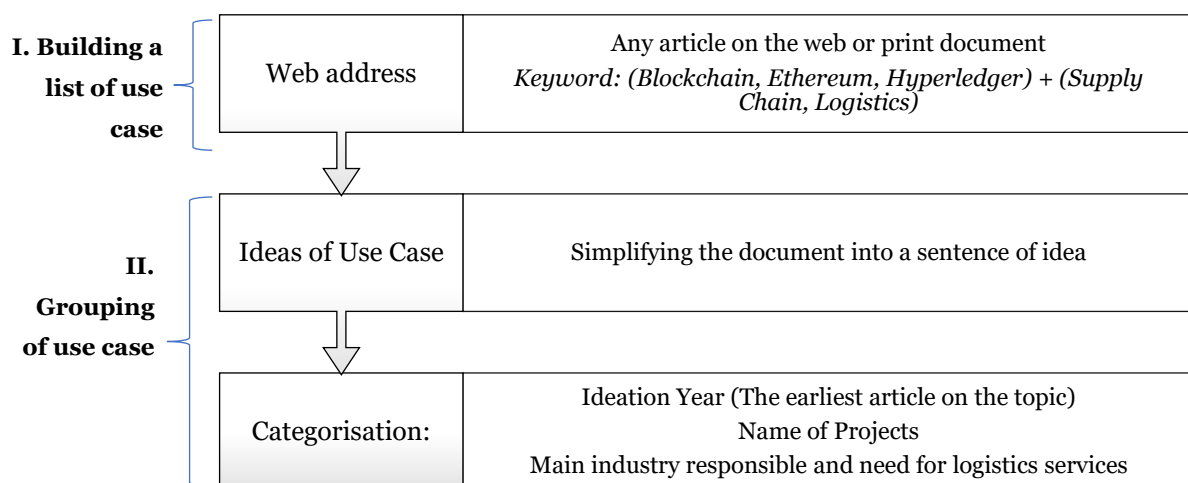 I. Building a
list of use
case
Web address
Any article on the web or print document
Keyword: (Blockchain, Ethereum, Hyperledger) + (Supply
Chain, Logistics)
II.
Grouping
of use case
Ideas of Use Case
Simplifying the document into a sentence of idea
Categorisation:
Ideation Year (The earliest article on the topic)
Name of Projects
Main industry responsible and need for logistics services